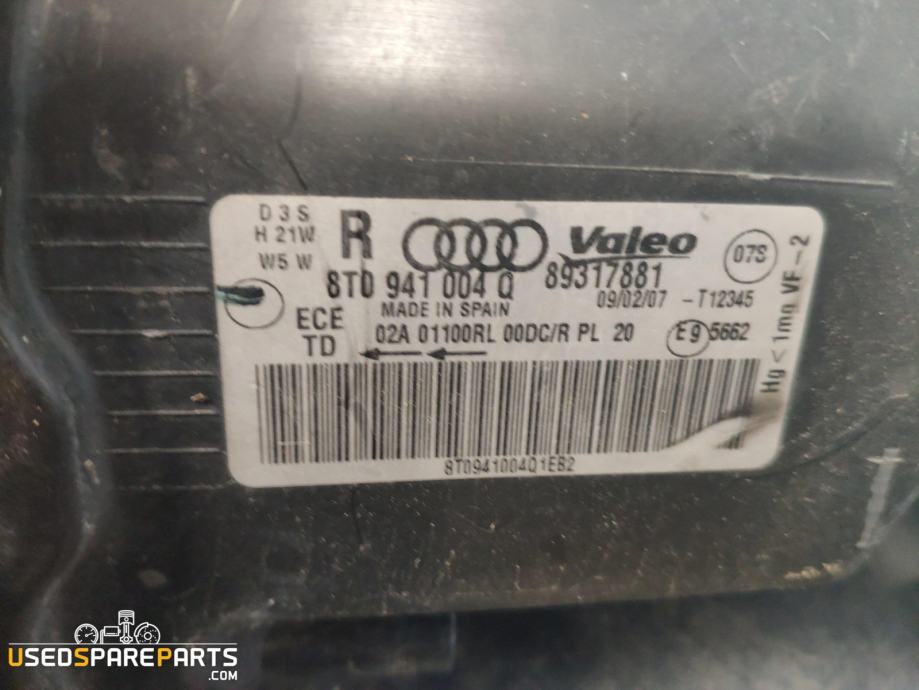 D3S
H 21W
W5W
R
Valeo
07S
8T0 941 004 Q
89317881
MADE IN SPAIN
09/02/07 -T12345
ECE
TD
02A 01100RL 00DC/R PL 20
E9 5662
Hg<1mg VF-2
8T0941004Q1EB2
USEDSPAREPARTS
.COM